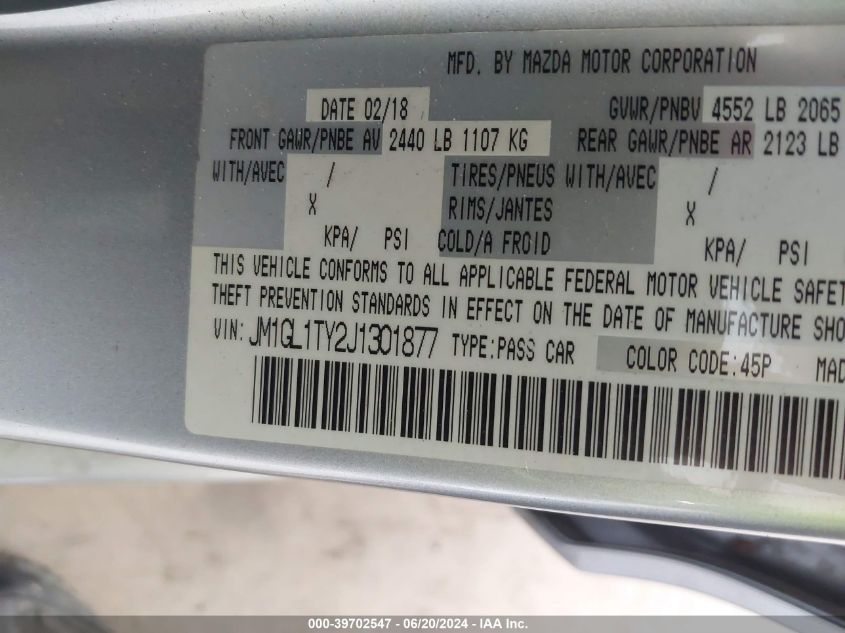 MFD. BY MAZDA MOTOR CORPORATION
DATE 02/18 GVWR/PNBV 4552 LB 2065
FRONT GAWR/PNBE AV 2440 LB 1107 KG REAR GAWR/PNBE AR 2123 LB
WITH/AVEC / TIRES/PNEUS WITH/AVEC /
X RIMS/JANTES X
KPA/ PSI COLD/A FROID KPA/ PSI
THIS VEHICLE CONFORMS TO ALL APPLICABLE FEDERAL MOTOR VEHICLE SAFET
THEFT PREVENTION STANDARDS IN EFFECT ON THE DATE OF MANUFACTURE SHO
VIN: JM1GL1TY2J1301877 TYPE:PASS CAR COLOR CODE:45P MAD
000-39702547 - 06/20/2024 - IAA Inc.